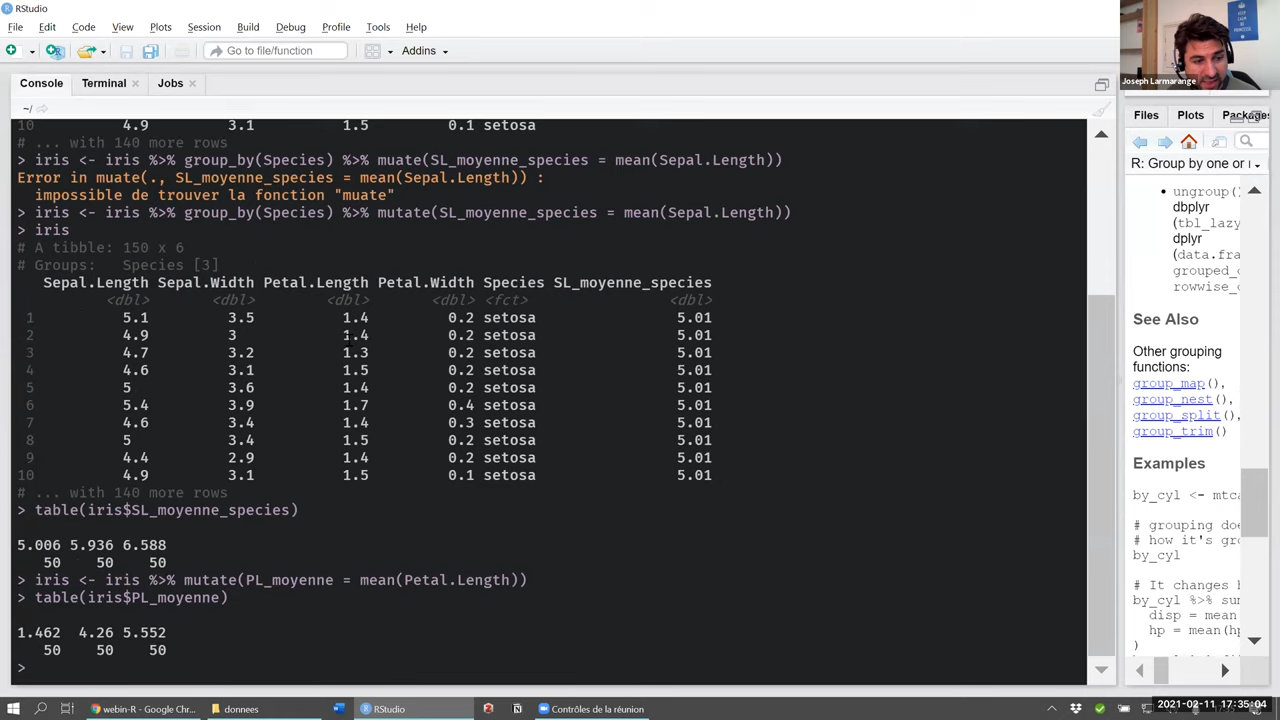 RStudio
File Edit Code View Plots Session Build Debug Profile Tools Help
Go to file/function Addins
Joseph Larmarange
Console Terminal Jobs
~/
10 4.9 3.1 1.5 0.1 setosa
# ... with 140 more rows
> iris <- iris %>% group_by(Species) %>% muate(SL_moyenne_species = mean(Sepal.Length))
Error in muate(., SL_moyenne_species = mean(Sepal.Length)) :
impossible de trouver la fonction "muate"
> iris <- iris %>% group_by(Species) %>% mutate(SL_moyenne_species = mean(Sepal.Length))
> iris
# A tibble: 150 x 6
# Groups: Species [3]
Sepal.Length Sepal.Width Petal.Length Petal.Width Species SL_moyenne_species
<dbl> <dbl> <dbl> <dbl> <fct> <dbl>
1 5.1 3.5 1.4 0.2 setosa 5.01
2 4.9 3 1.4 0.2 setosa 5.01
3 4.7 3.2 1.3 0.2 setosa 5.01
4 4.6 3.1 1.5 0.2 setosa 5.01
5 5 3.6 1.4 0.2 setosa 5.01
6 5.4 3.9 1.7 0.4 setosa 5.01
7 4.6 3.4 1.4 0.3 setosa 5.01
8 5 3.4 1.5 0.2 setosa 5.01
9 4.4 2.9 1.4 0.2 setosa 5.01
10 4.9 3.1 1.5 0.1 setosa 5.01
# ... with 140 more rows
> table(iris$SL_moyenne_species)
5.006 5.936 6.588
50 50 50
> iris <- iris %>% mutate(PL_moyenne = mean(Petal.Length))
> table(iris$PL_moyenne)
1.462 4.26 5.552
50 50 50
>
Files Plots Packages
R: Group by one or
ungroup()
dbplyr
(tbl_lazy
dplyr
(data.fra
grouped_d
rowwise_d
See Also
Other grouping
functions:
group_map(),
group_nest(),
group_split(),
group_trim()
Examples
by_cyl <- mtca
# grouping doe
# how it's gro
by_cyl
# It changes h
by_cyl %>% sum
disp = mean
hp = mean(hp
)
webin-R - Google Chr... donnees RStudio Contrôles de la réunion
2021-02-11 17:35:04